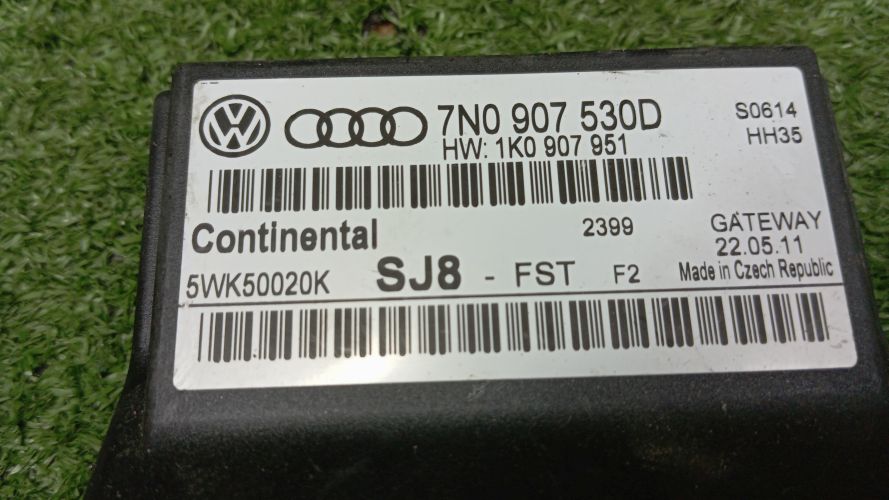 7N0 907 530D S0614
HW: 1K0 907 951 HH35
Continental 2399 GATEWAY
22.05.11
5WK50020K SJ8 - FST F2 Made in Czech Republic